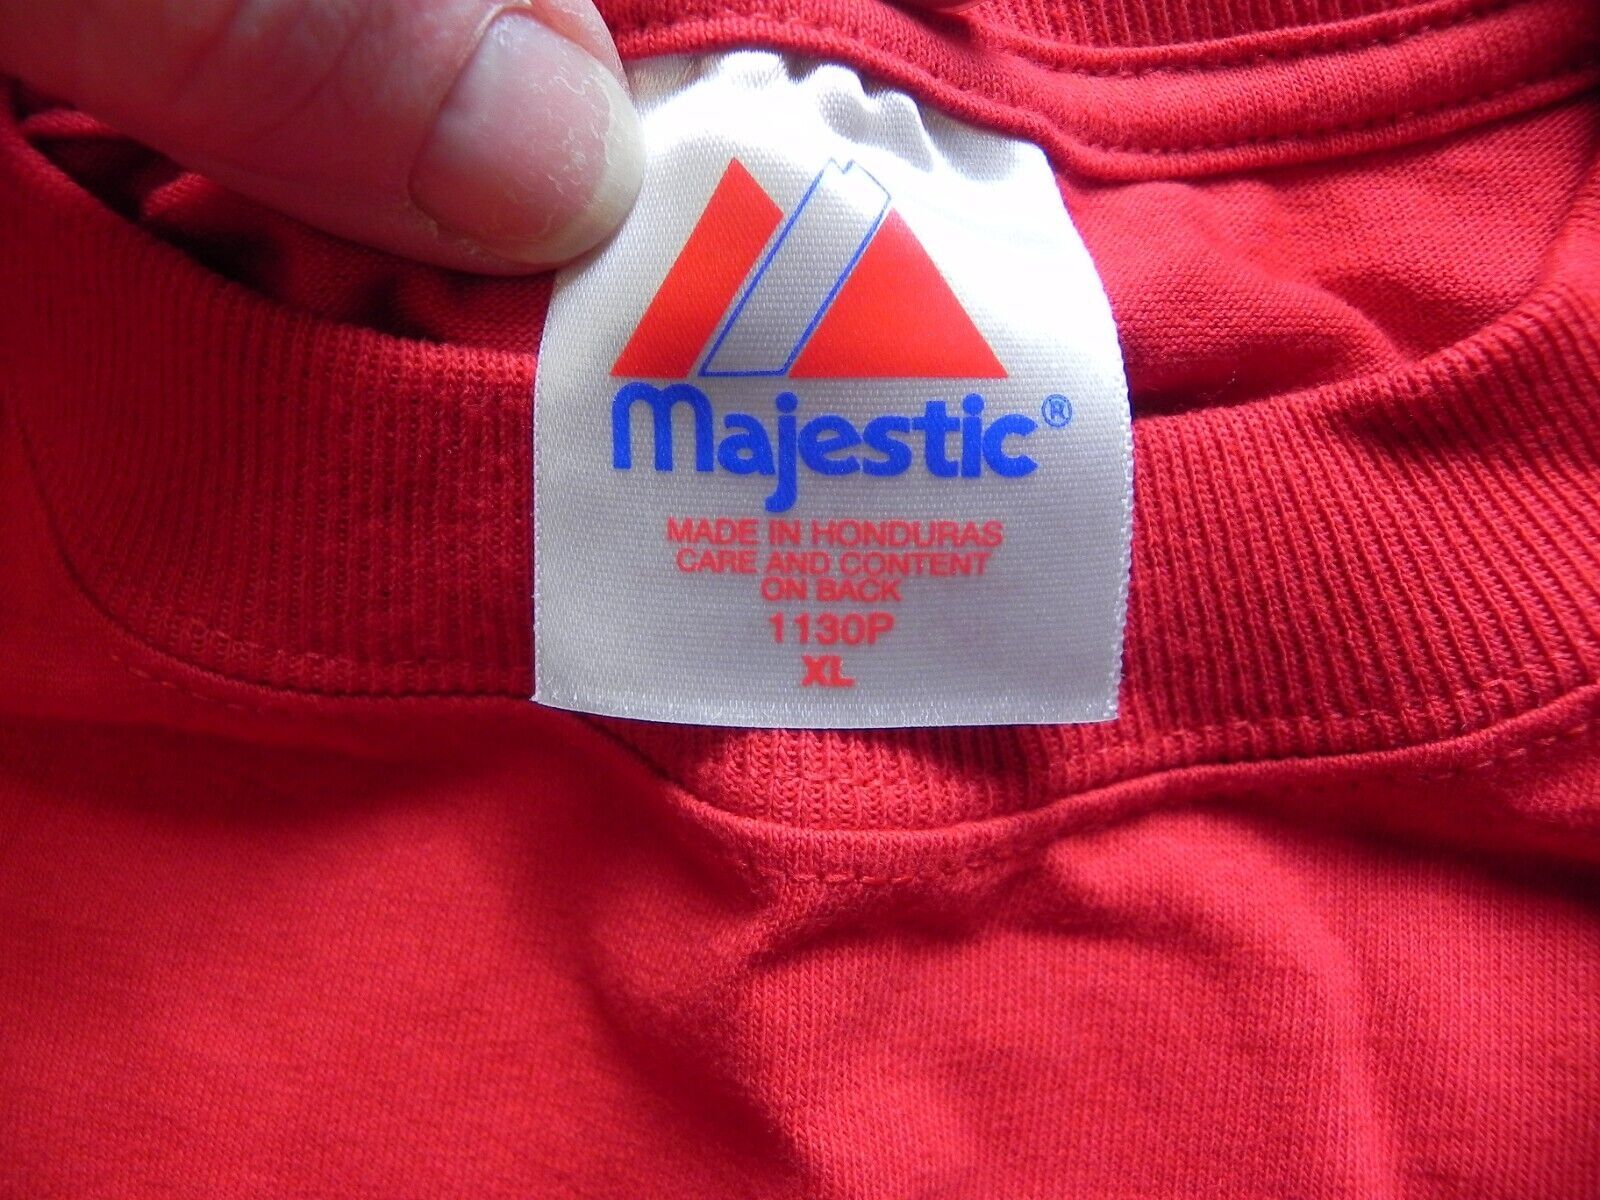 Majestic®
MADE IN HONDURAS
CARE AND CONTENT
ON BACK
1130P
XL